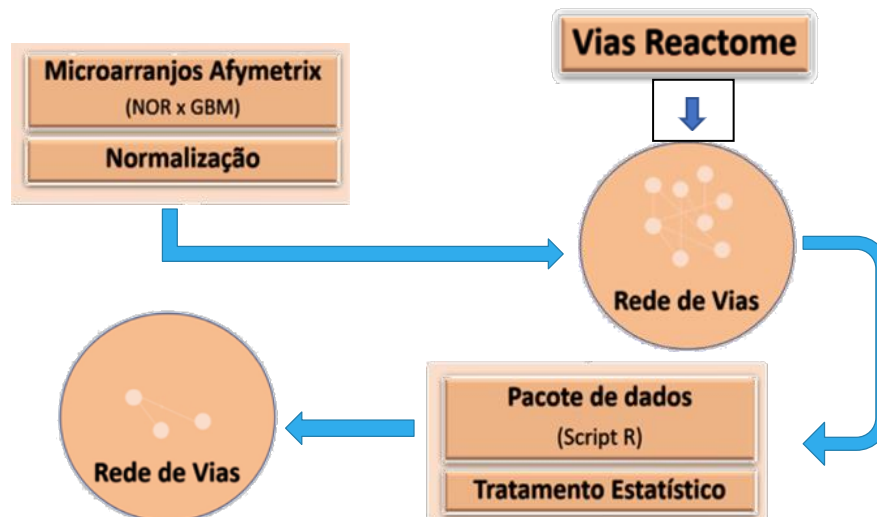 Microarranjos Afymetrix
(NOR x GBM)
Normalização
Vias Reactome
Rede de Vias
Pacote de dados
(Script R)
Tratamento Estatístico
Rede de Vias